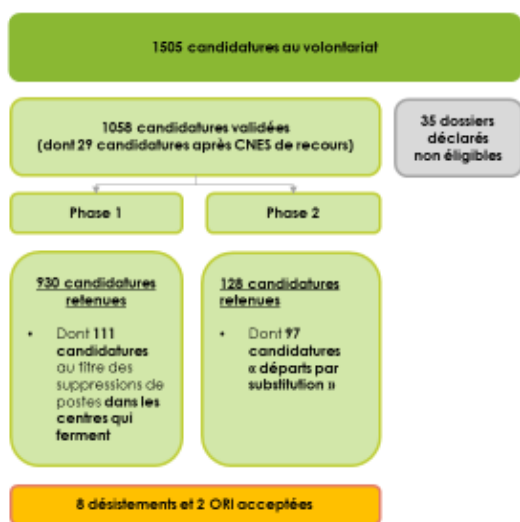 1505 candidatures au volontariat
1058 candidatures validées
(dont 29 candidatures après CNES de recours)
35 dossiers
déclarés
non éligibles
Phase 1
Phase 2
930 candidatures
retenues
• Dont 111
candidatures
au titre des
suppressions de
postes dans les
centres qui
ferment
128 candidatures
retenues
• Dont 97
candidatures
« départs par
substitution »
8 désistements et 2 ORI acceptées